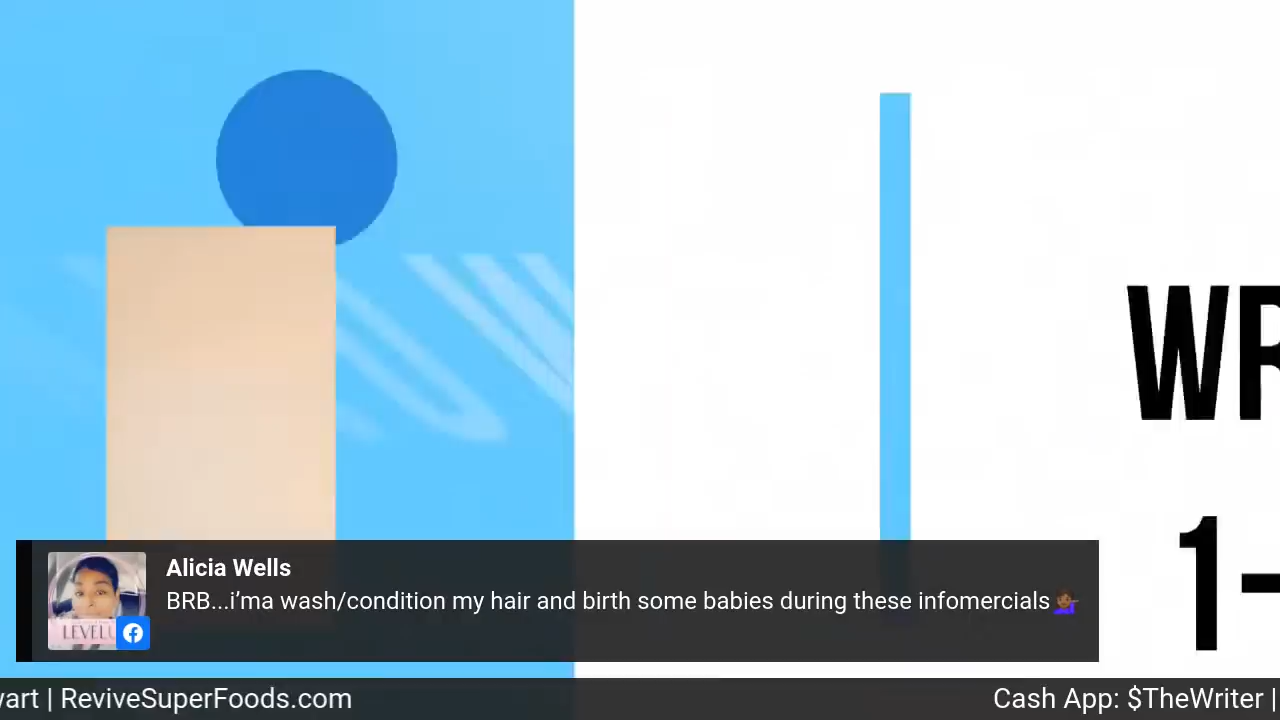 WR
1-
Alicia Wells
BRB...i'ma wash/condition my hair and birth some babies during these infomercials💁🏾‍♀️
LEVELU
vart | ReviveSuperFoods.com
Cash App: $TheWriter |